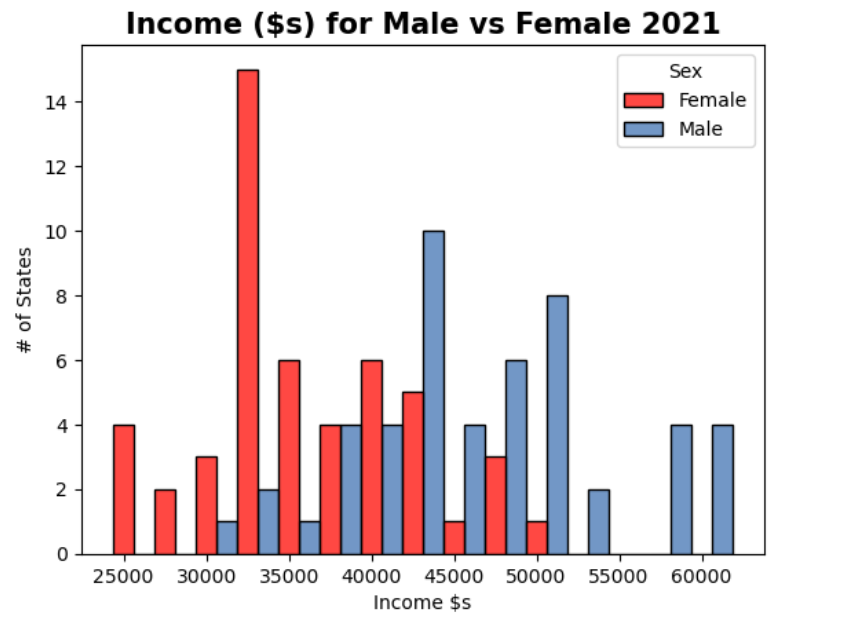 Income ($s) for Male vs Female 2021
Sex
Female
Male
14
12
10
8
6
4
2
0
# of States
25000 30000 35000 40000 45000 50000 55000 60000
Income $s